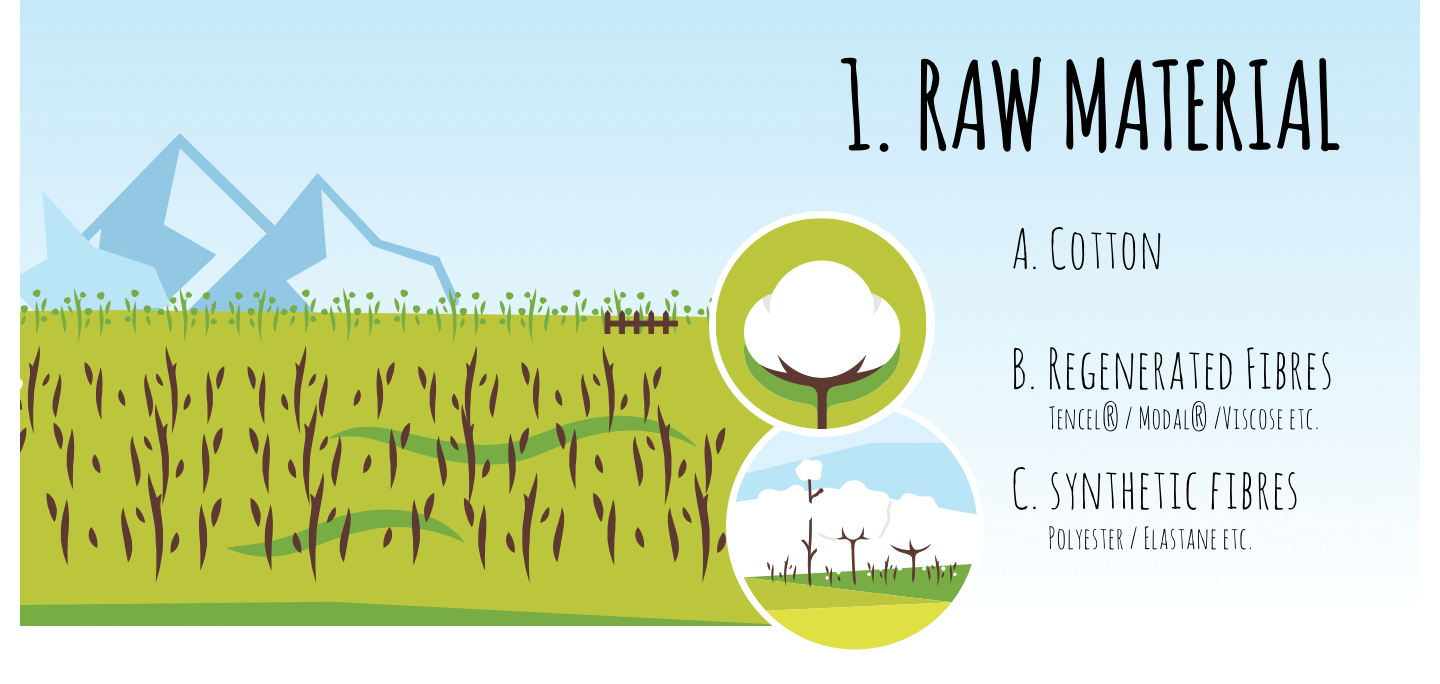 1. RAW MATERIAL
A. COTTON
B. REGENERATED FIBRES
TENCEL® / MODAL® /VISCOSE ETC.
C. SYNTHETIC FIBRES
POLYESTER / ELASTANE ETC.